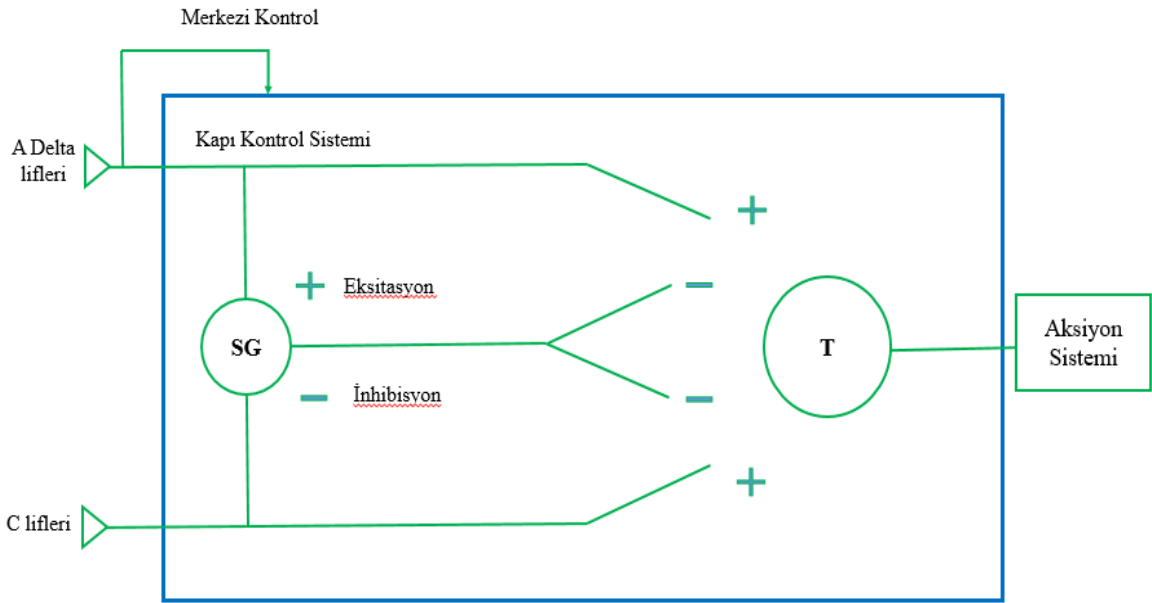 Merkezi Kontrol
A Delta
lifleri
Kapı Kontrol Sistemi
+
+ Eksitasyon
−
SG
T
Aksiyon
Sistemi
− İnhibisyon
−
+
C lifleri